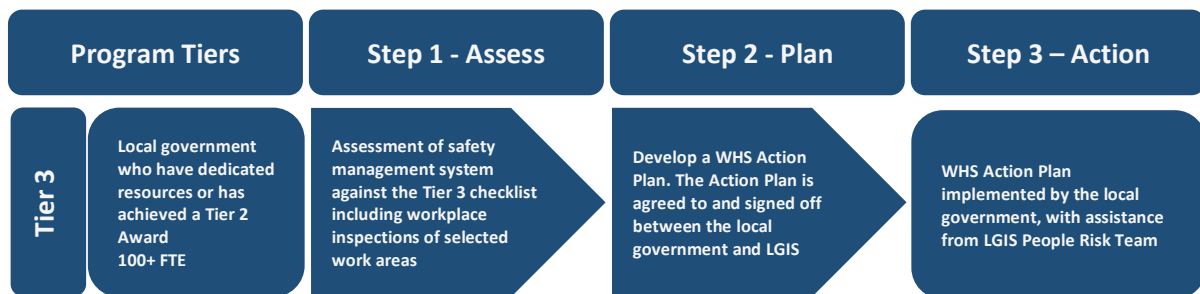 Program Tiers
Step 1 - Assess
Step 2 - Plan
Step 3 – Action
Tier 3
Local government
who have dedicated
resources or has
achieved a Tier 2
Award
100+ FTE
Assessment of safety
management system
against the Tier 3 checklist
including workplace
inspections of selected
work areas
Develop a WHS Action
Plan. The Action Plan is
agreed to and signed off
between the local
government and LGIS
WHS Action Plan
implemented by the local
government, with assistance
from LGIS People Risk Team